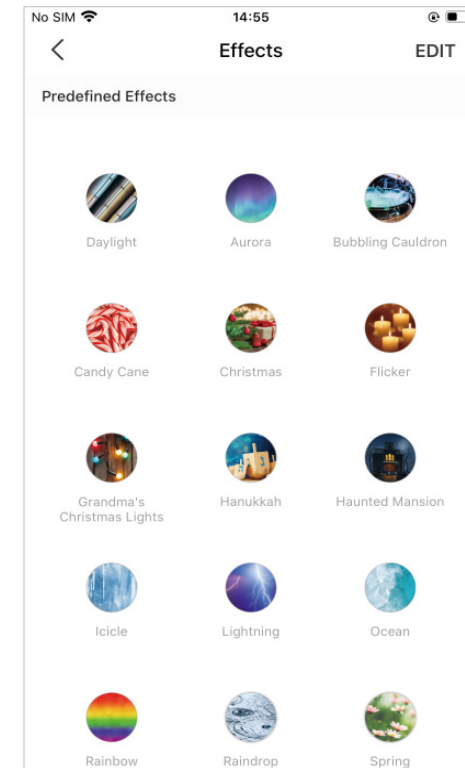 No SIM 14:55
Effects EDIT
Predefined Effects
Daylight Aurora Bubbling Cauldron
Candy Cane Christmas Flicker
Grandma's
Christmas Lights Hanukkah Haunted Mansion
Icicle Lightning Ocean
Rainbow Raindrop Spring